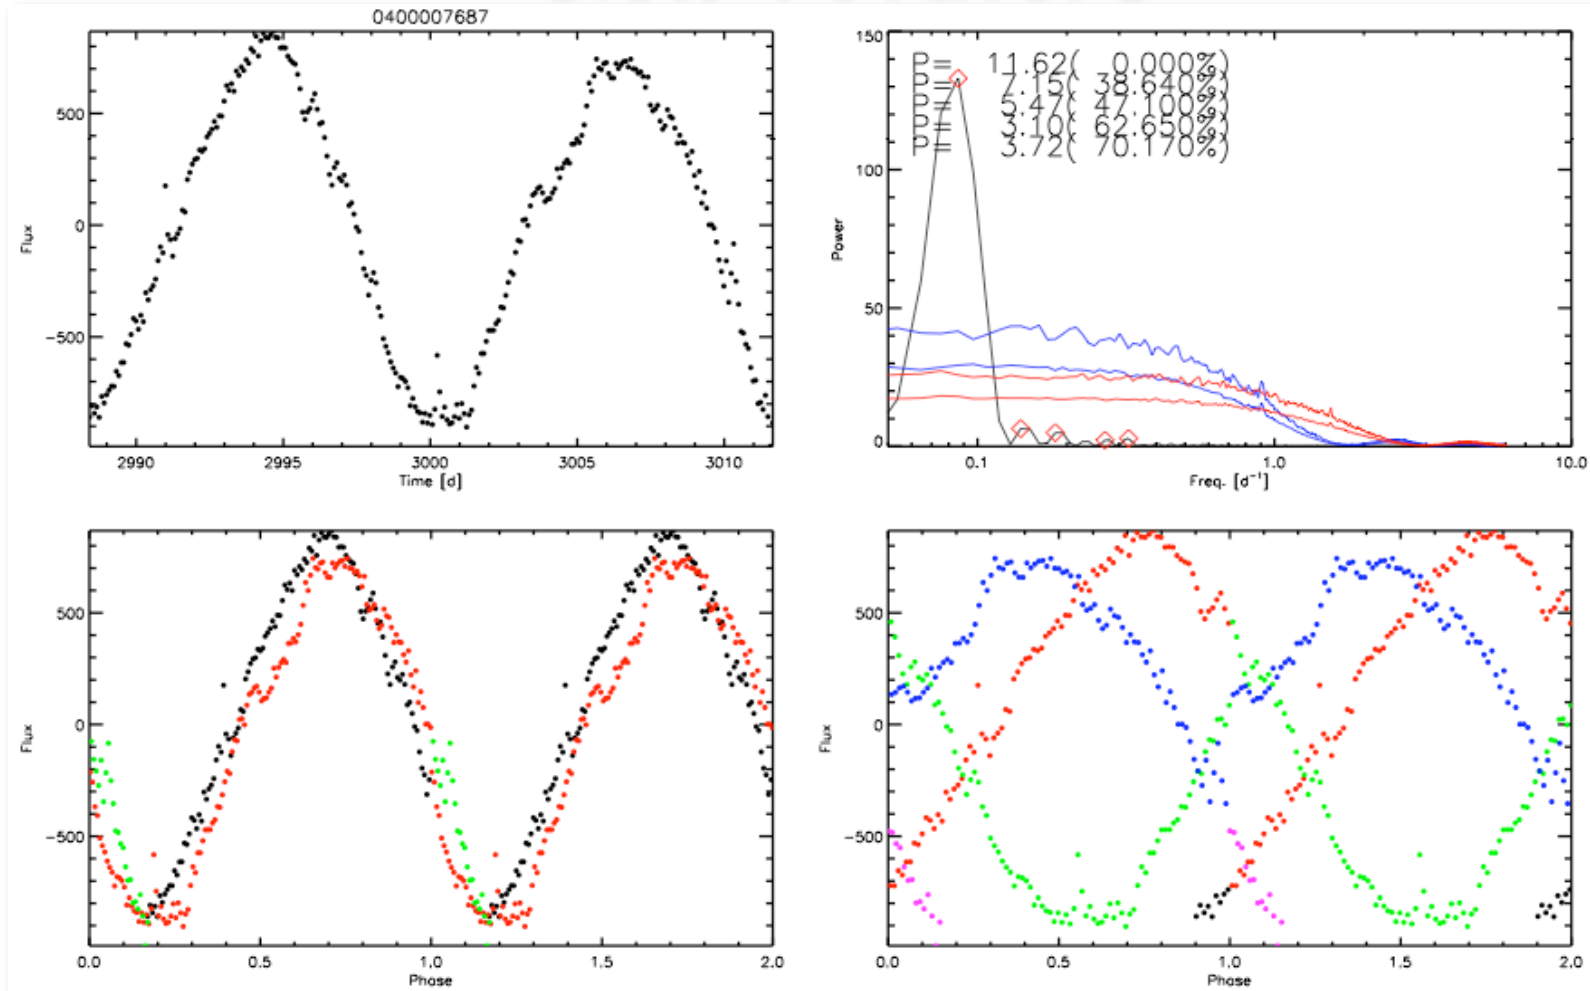 0400007687
500
0
−500
Flux
2990 2995 3000 3005 3010
Time [d]
150
100
50
0
Power
P= 11.62( 0.000%)
P= 7.15( 38.640%)
P= 5.47( 47.100%)
P= 3.10( 62.650%)
P= 3.72( 70.170%)
0.1 1.0 10.0
Freq. [d⁻¹]
500
0
−500
Flux
0.0 0.5 1.0 1.5 2.0
Phase
500
0
−500
Flux
0.0 0.5 1.0 1.5 2.0
Phase